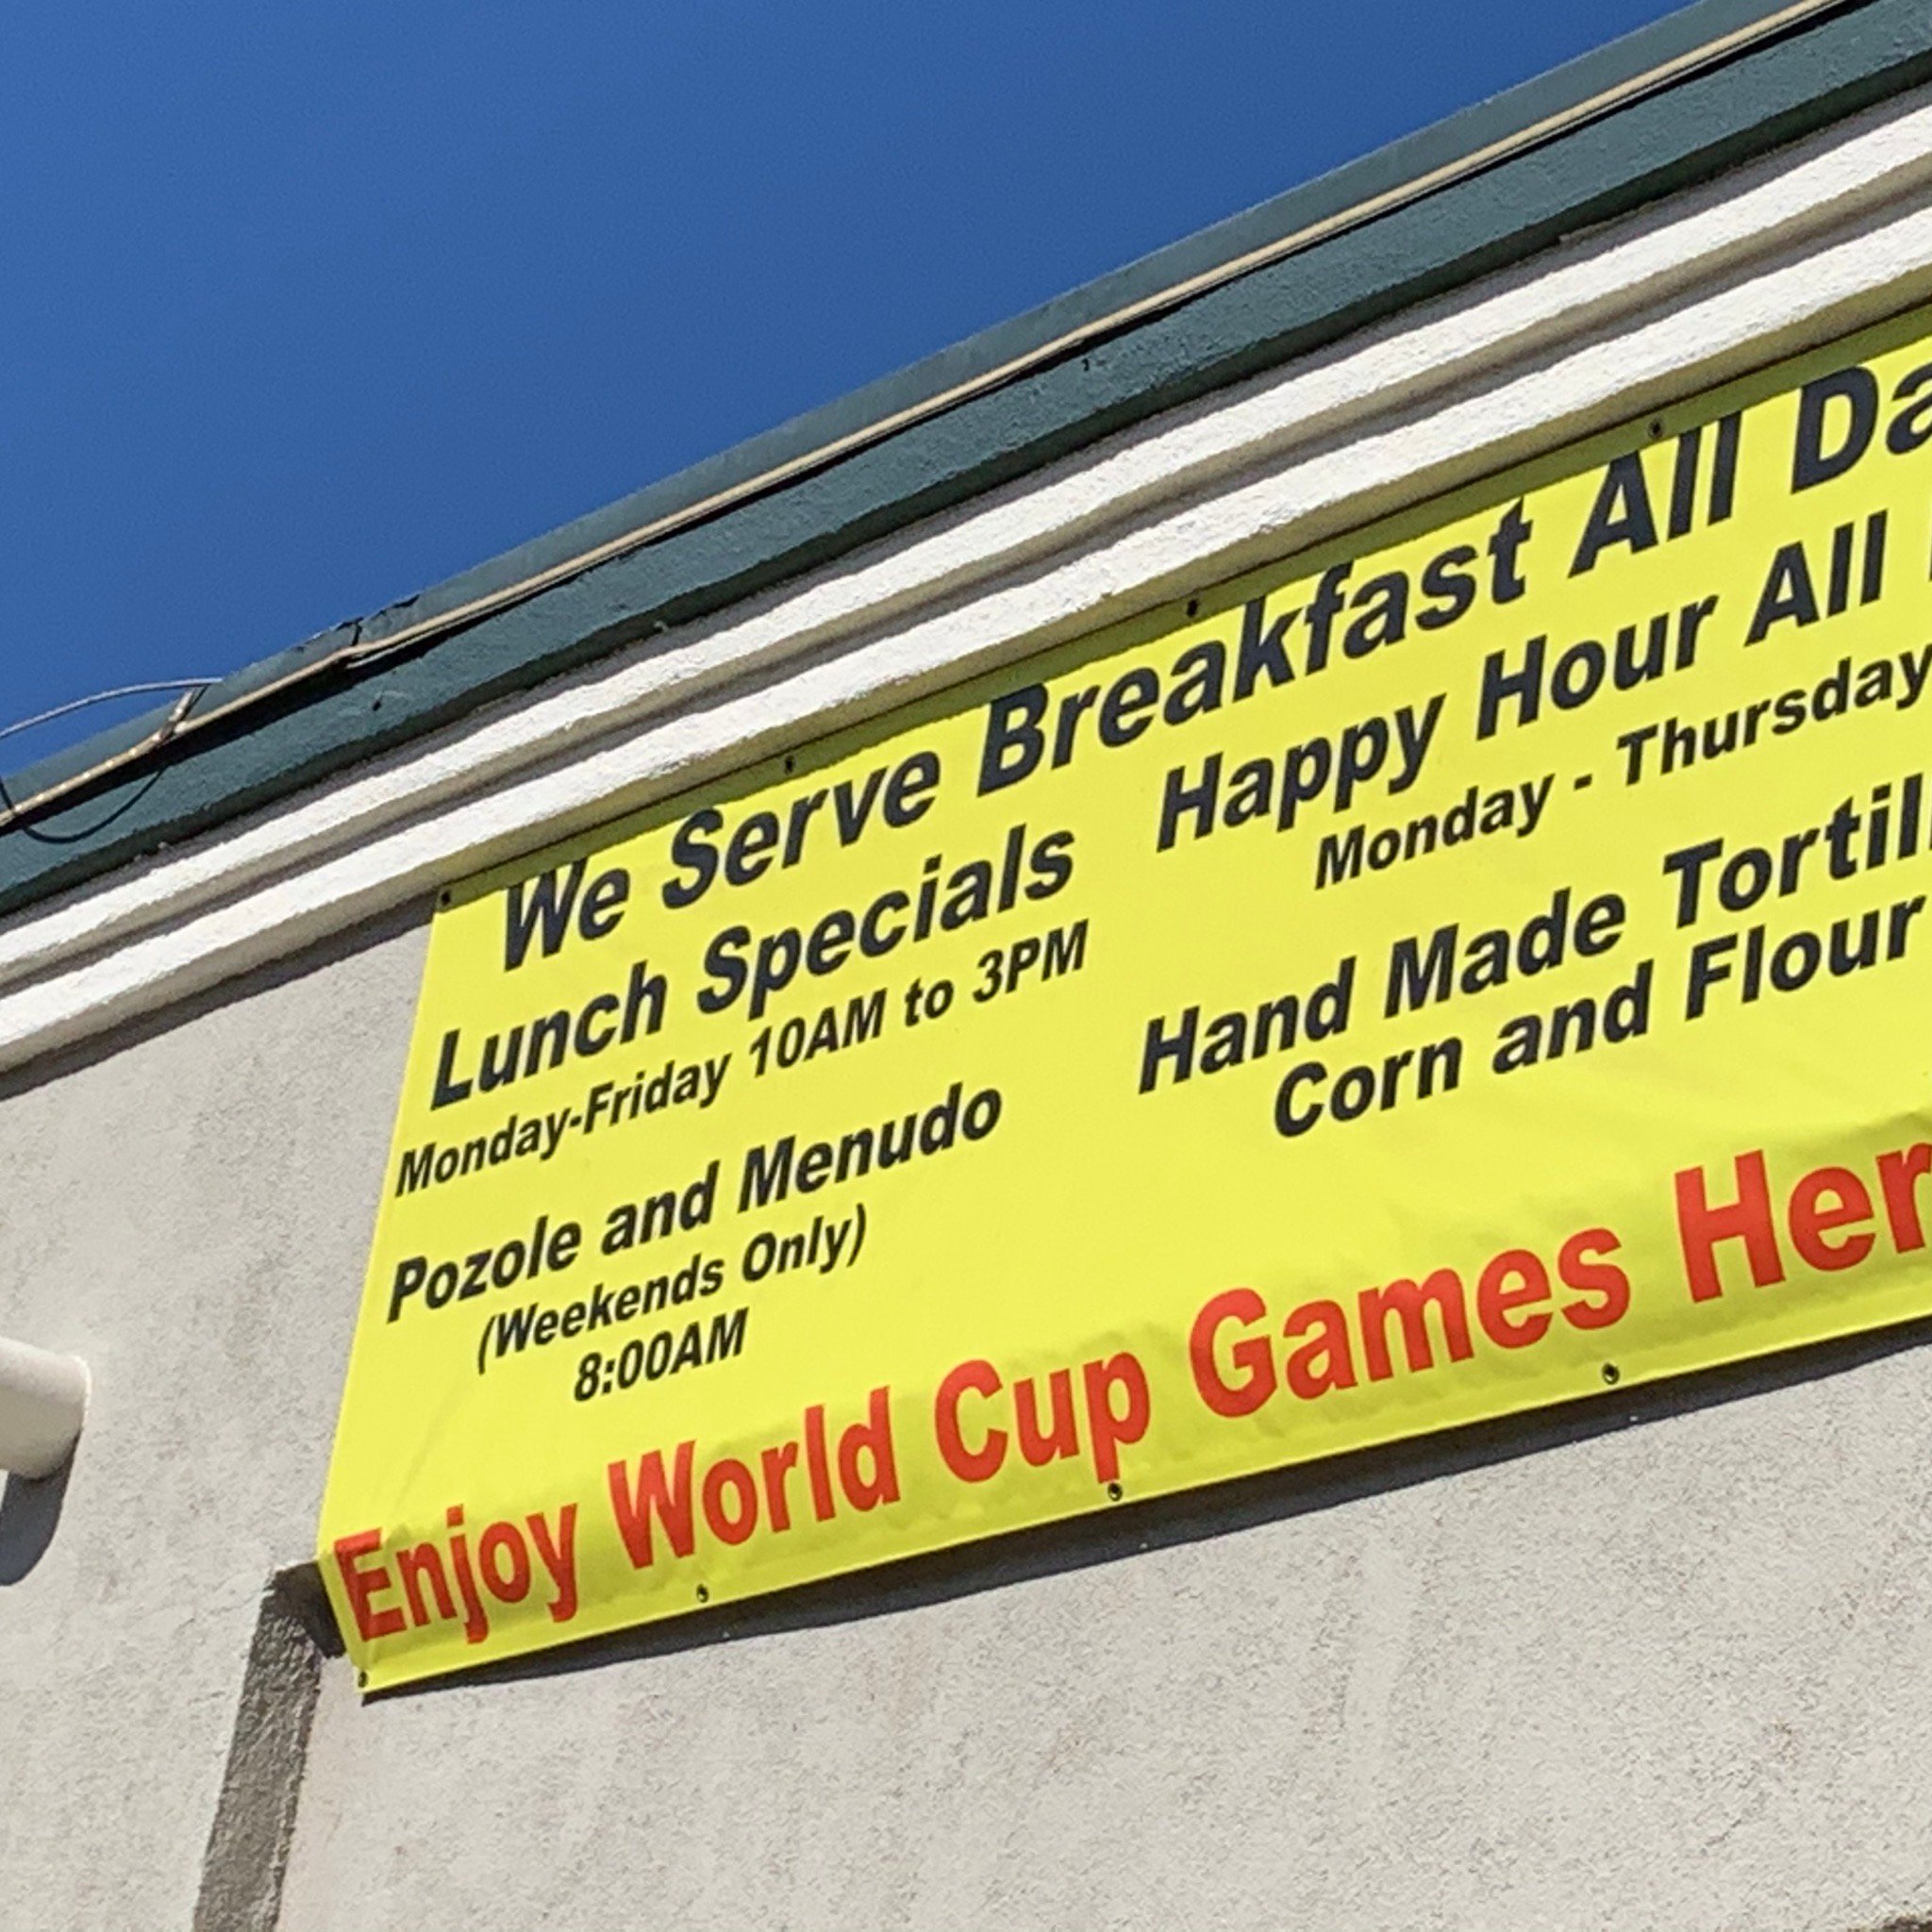 We Serve Breakfast All Da
Lunch Specials
Monday-Friday 10AM to 3PM
Pozole and Menudo
(Weekends Only)
8:00AM
Happy Hour All
Monday - Thursday
Hand Made Tortil
Corn and Flour
Enjoy World Cup Games Her